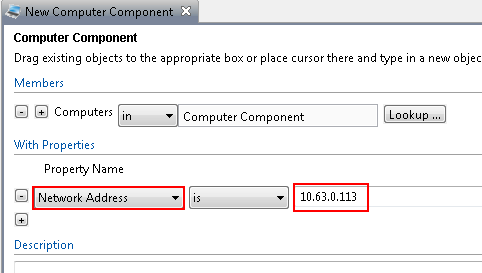 New Computer Component
Computer Component
Drag existing objects to the appropriate box or place cursor there and type in a new objec
Members
- + Computers in Computer Component Lookup ...
With Properties
Property Name
- Network Address is 10.63.0.113
+
Description